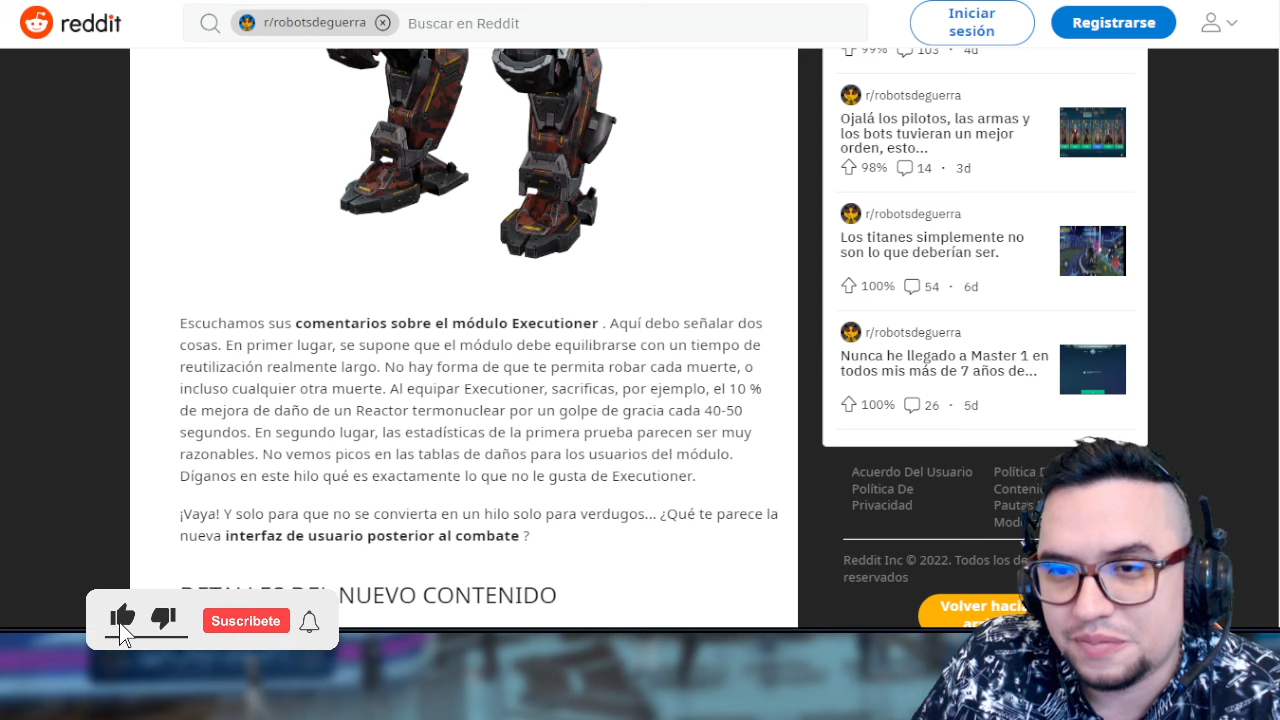 reddit
r/robotsdeguerra
Buscar en Reddit
Iniciar sesión
Registrarse
99% 103 · 4d
r/robotsdeguerra
Ojalá los pilotos, las armas y
los bots tuvieran un mejor
orden, esto...
98% 14 · 3d
r/robotsdeguerra
Los titanes simplemente no
son lo que deberían ser.
100% 54 · 6d
r/robotsdeguerra
Nunca he llegado a Master 1 en
todos mis más de 7 años de...
100% 26 · 5d
Escuchamos sus comentarios sobre el módulo Executioner . Aquí debo señalar dos
cosas. En primer lugar, se supone que el módulo debe equilibrarse con un tiempo de
reutilización realmente largo. No hay forma de que te permita robar cada muerte, o
incluso cualquier otra muerte. Al equipar Executioner, sacrificas, por ejemplo, el 10 %
de mejora de daño de un Reactor termonuclear por un golpe de gracia cada 40-50
segundos. En segundo lugar, las estadísticas de la primera prueba parecen ser muy
razonables. No vemos picos en las tablas de daños para los usuarios del módulo.
Díganos en este hilo qué es exactamente lo que no le gusta de Executioner.
¡Vaya! Y solo para que no se convierta en un hilo solo para verdugos... ¿Qué te parece la
nueva interfaz de usuario posterior al combate ?
DETALLES DEL NUEVO CONTENIDO
Suscribete
Acuerdo Del Usuario
Política De
Privacidad
Política
Pautas
Reddit Inc © 2022. Todos los
reservados
Volver